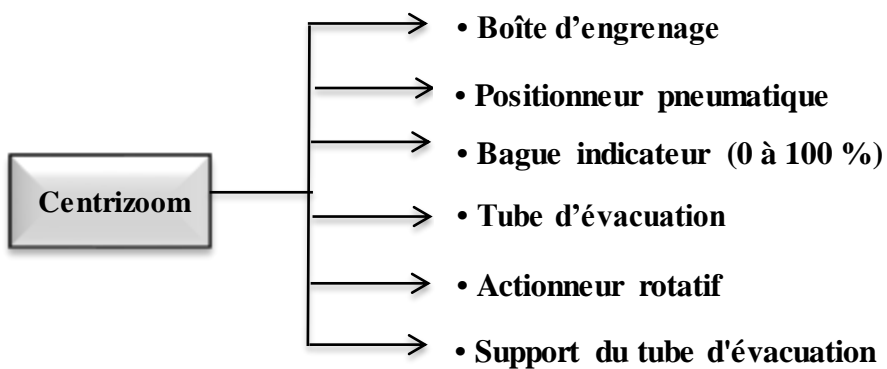 • Boîte d’engrenage
• Positionneur pneumatique
• Bague indicateur (0 à 100 %)
Centrizoom
• Tube d’évacuation
• Actionneur rotatif
• Support du tube d'évacuation